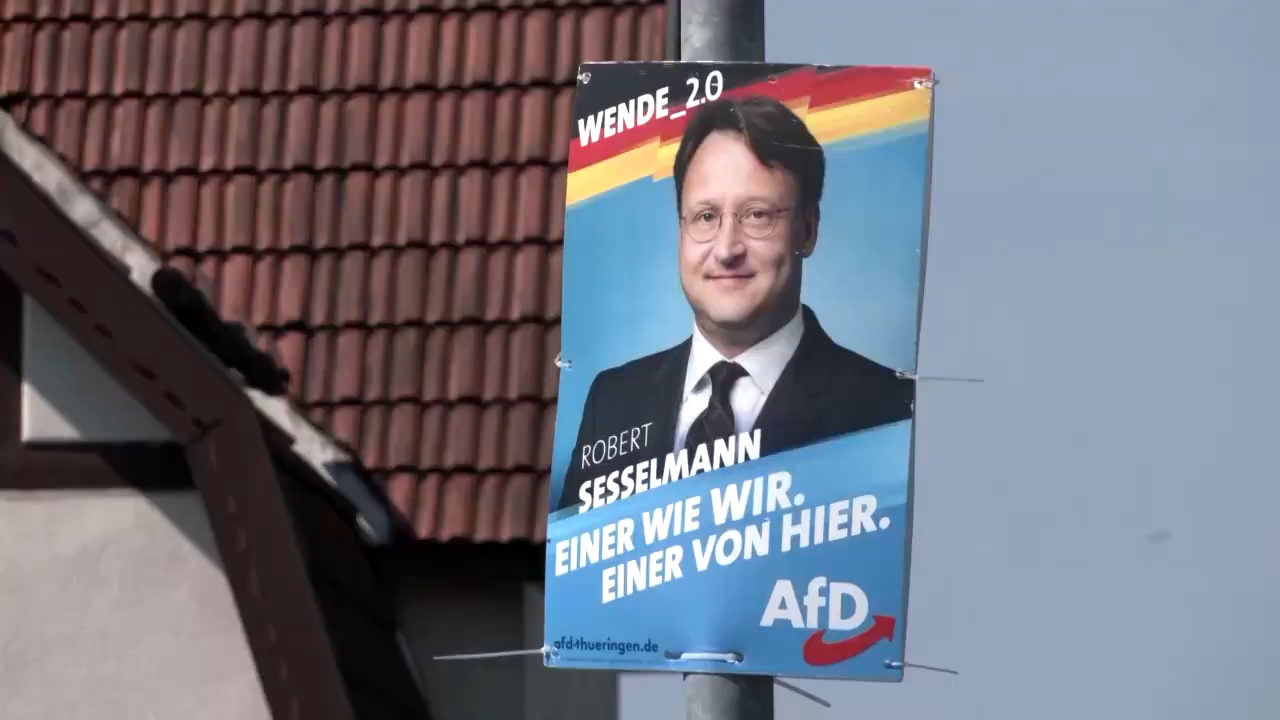 WENDE_2.0
ROBERT
SESSELMANN
EINER WIE WIR.
EINER VON HIER.
AfD
afd-thueringen.de